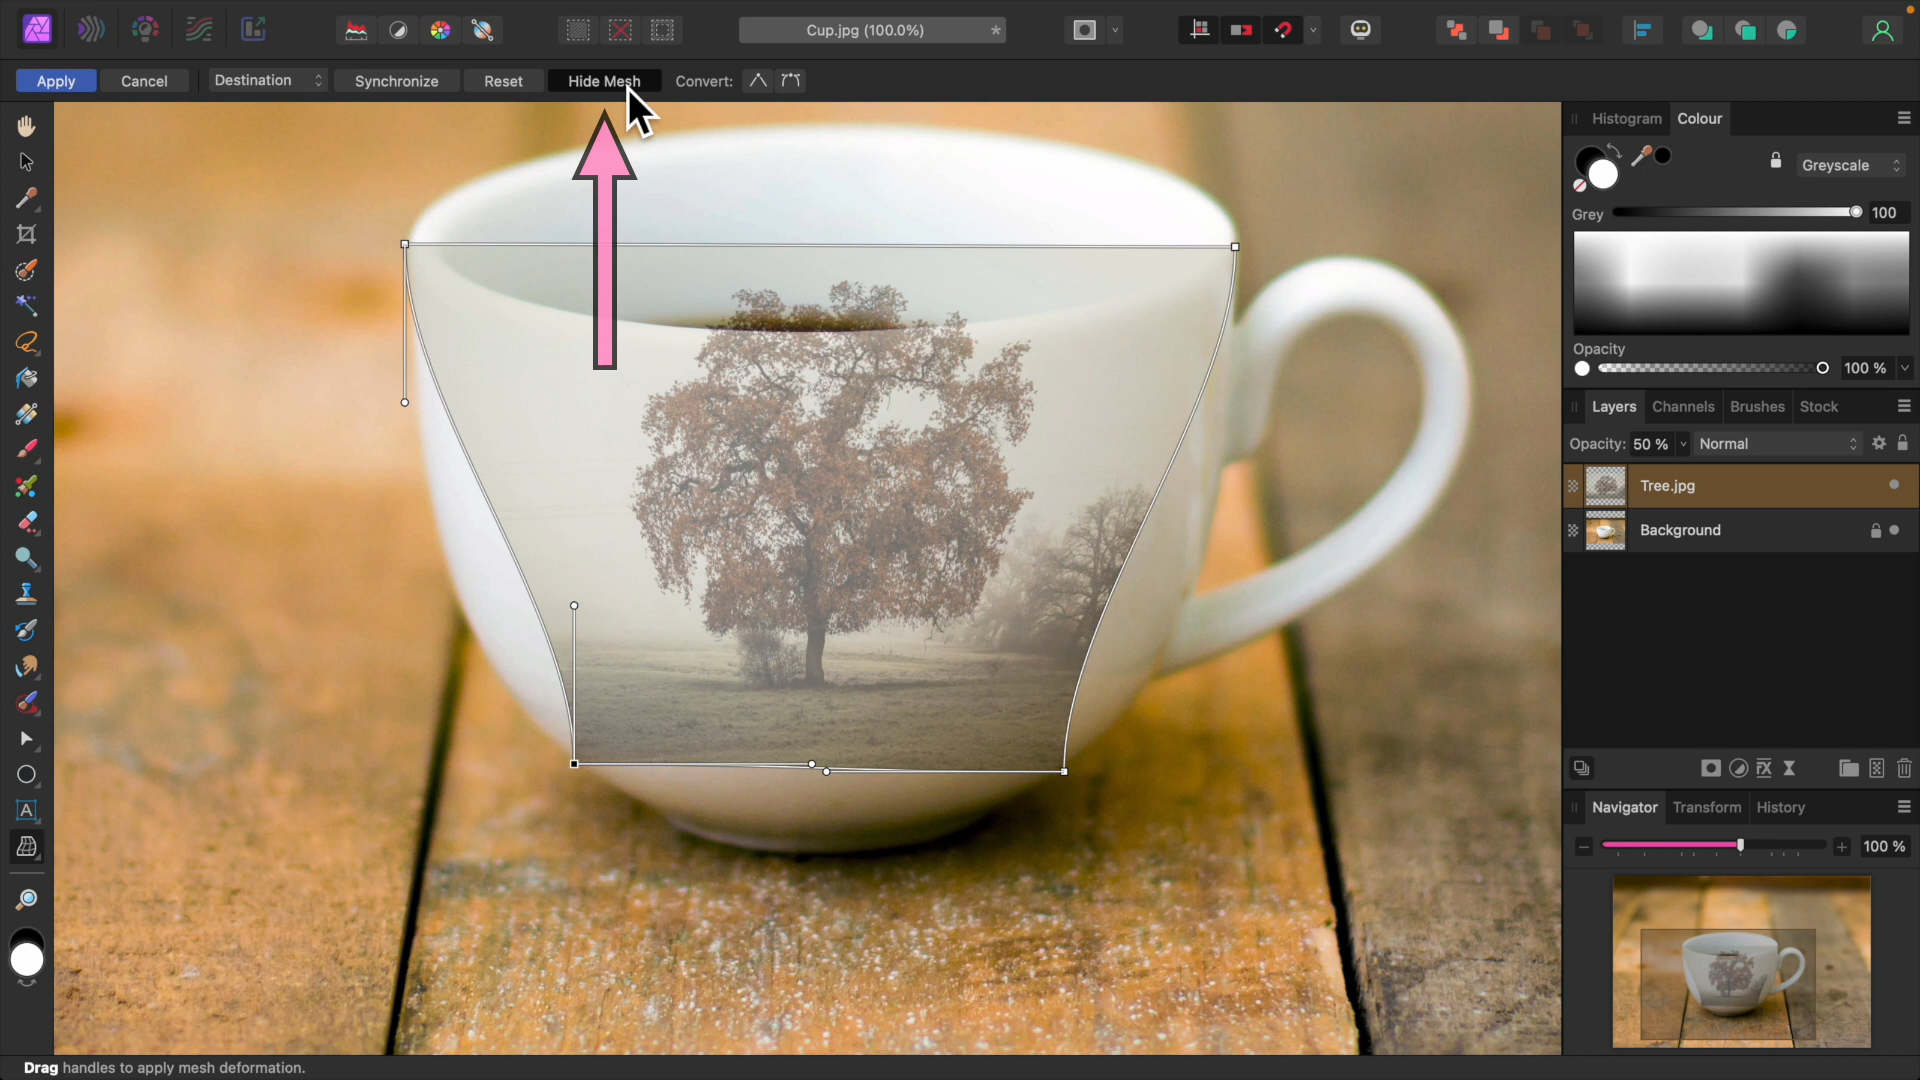 Cup.jpg (100.0%)
*
Apply
Cancel
Destination
Synchronize
Reset
Hide Mesh
Convert:
Histogram
Colour
Greyscale
Grey
100
Opacity
100 %
Layers
Channels
Brushes
Stock
Opacity:
50 %
Normal
Tree.jpg
Background
Navigator
Transform
History
100 %
Drag handles to apply mesh deformation.